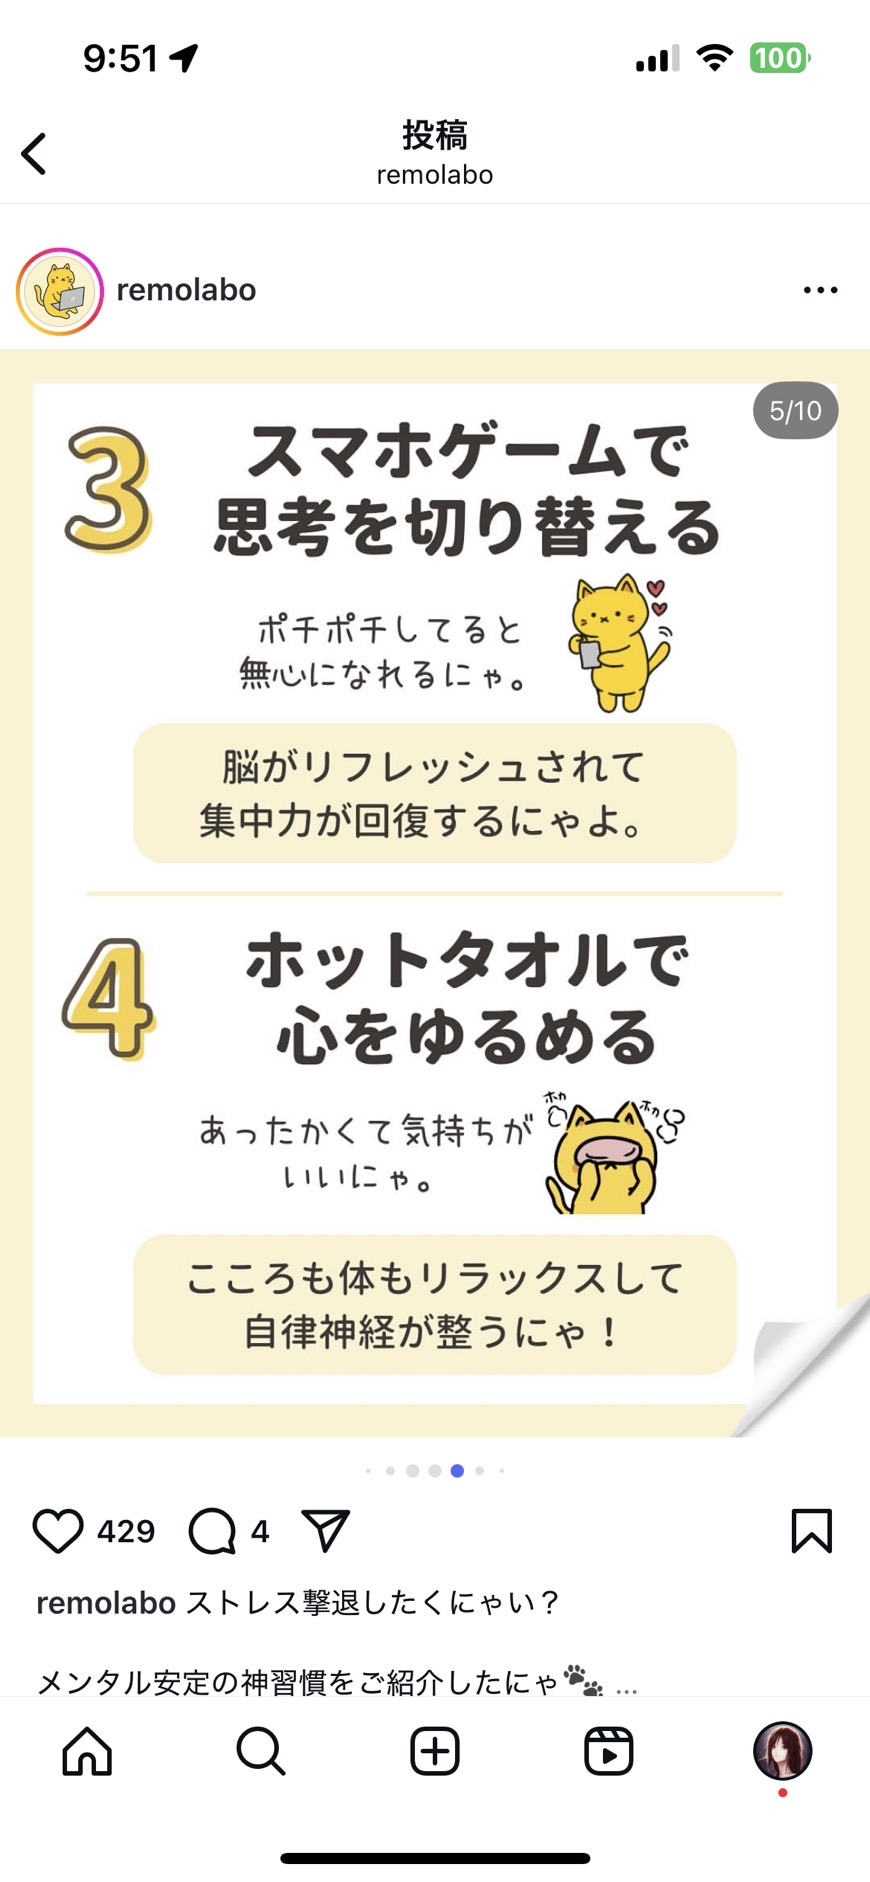 9:51
100
投稿
remolabo
remolabo
5/10
3
スマホゲームで
思考を切り替える
ポチポチしてると
無心になれるにゃ。
脳がリフレッシュされて
集中力が回復するにゃよ。
4
ホットタオルで
心をゆるめる
ホカ
ホカ
あったかくて気持ちが
いいにゃ。
こころも体もリラックスして
自律神経が整うにゃ！
429
4
remolabo ストレス撃退したくにゃい？
メンタル安定の神習慣をご紹介したにゃ🐾 ...